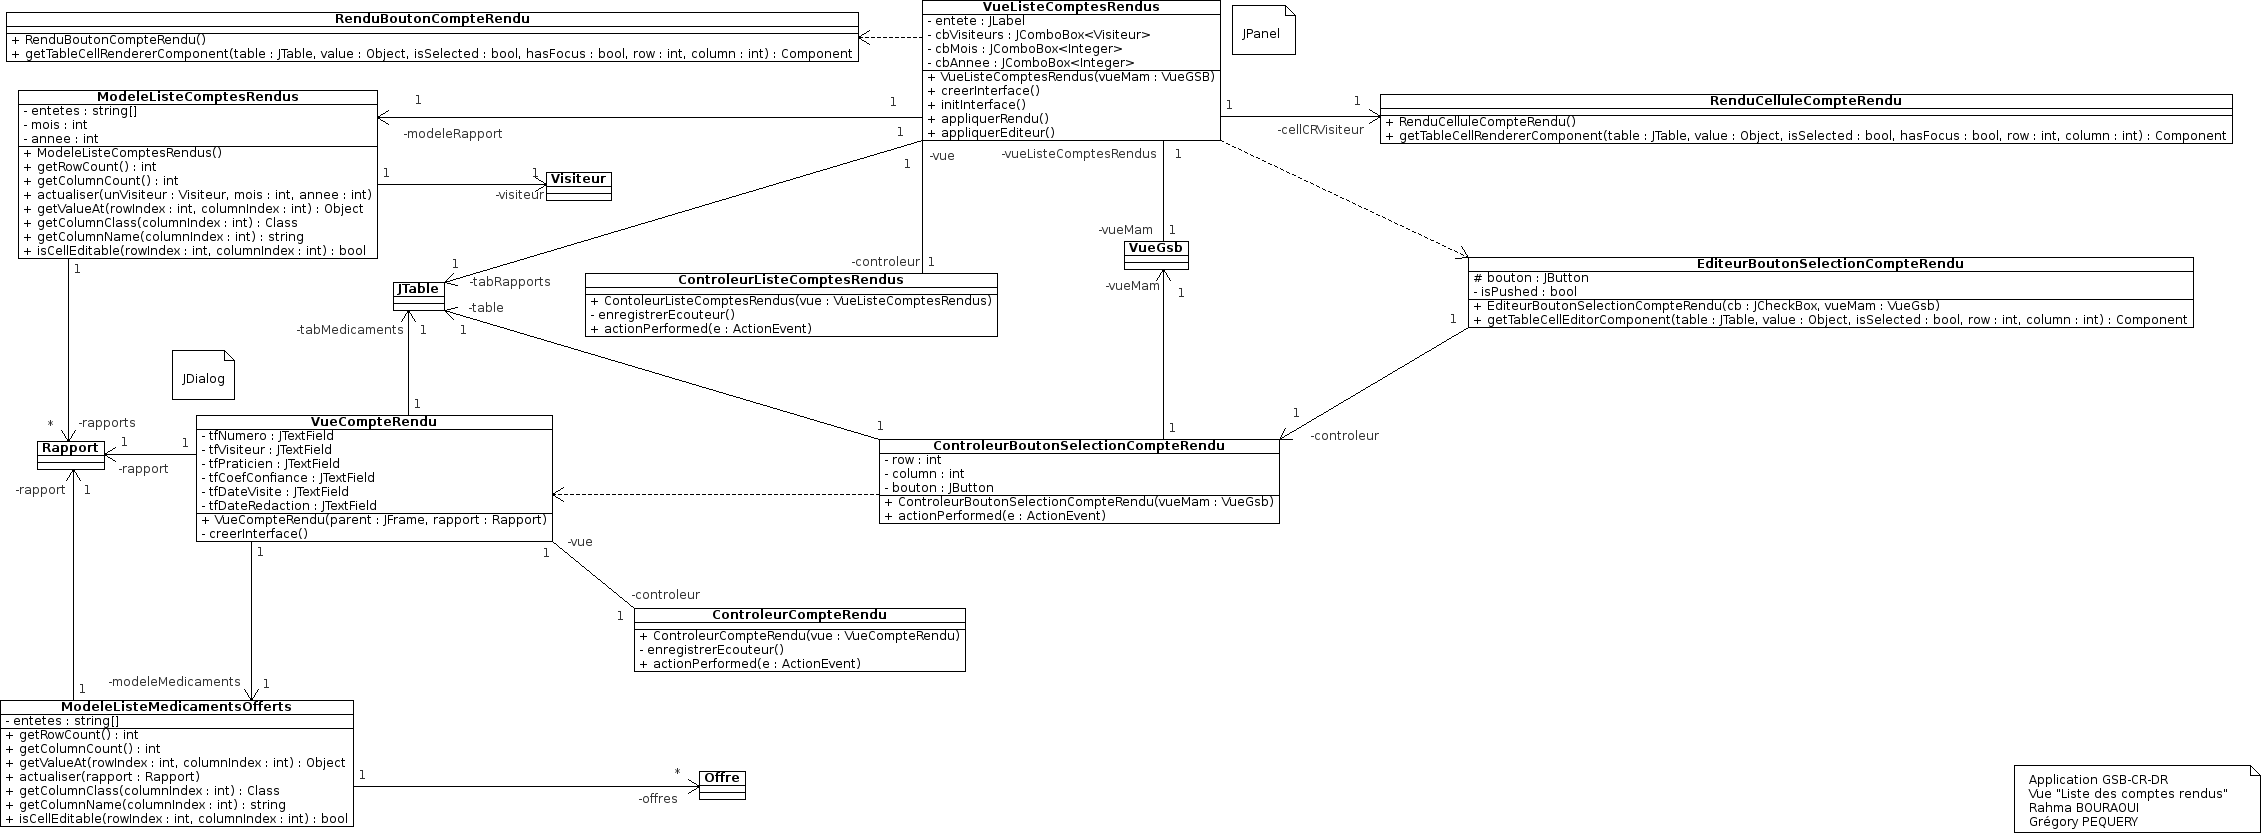 RenduBoutonCompteRendu
+ RenduBoutonCompteRendu()
+ getTableCellRendererComponent(table : JTable, value : Object, isSelected : bool, hasFocus : bool, row : int, column : int) : Component
VueListeComptesRendus
- entete : JLabel
- cbVisiteurs : JComboBox<Visiteur>
- cbMois : JComboBox<Integer>
- cbAnnee : JComboBox<Integer>
+ VueListeComptesRendus(vueMam : VueGSB)
+ creerInterface()
+ initInterface()
+ appliquerRendu()
+ appliquerEditeur()
JPanel
ModeleListeComptesRendus
- entetes : string[]
- mois : int
- annee : int
+ ModeleListeComptesRendus()
+ getRowCount() : int
+ getColumnCount() : int
+ actualiser(unVisiteur : Visiteur, mois : int, annee : int)
+ getValueAt(rowIndex : int, columnIndex : int) : Object
+ getColumnClass(columnIndex : int) : Class
+ getColumnName(columnIndex : int) : string
+ isCellEditable(rowIndex : int, columnIndex : int) : bool
1
1
-modeleRapport
1
1
-cellCRVisiteur
RenduCelluleCompteRendu
+ RenduCelluleCompteRendu()
+ getTableCellRendererComponent(table : JTable, value : Object, isSelected : bool, hasFocus : bool, row : int, column : int) : Component
1
1
-visiteur
Visiteur
1
1
-vue
-vueListeComptesRendus
1
-vueMam
1
VueGsb
-vueMam
1
1
-tabRapports
-controleur
1
JTable
-table
1
-tabMedicaments
1
ControleurListeComptesRendus
+ ContoleurListeComptesRendus(vue : VueListeComptesRendus)
- enregistrerEcouteur()
+ actionPerformed(e : ActionEvent)
EditeurBoutonSelectionCompteRendu
# bouton : JButton
- isPushed : bool
+ EditeurBoutonSelectionCompteRendu(cb : JCheckBox, vueMam : VueGsb)
+ getTableCellEditorComponent(table : JTable, value : Object, isSelected : bool, row : int, column : int) : Component
1
1
-controleur
1
JDialog
1
* -rapports
Rapport
1
1
-rapport
-rapport
1
VueCompteRendu
- tfNumero : JTextField
- tfVisiteur : JTextField
- tfPraticien : JTextField
- tfCoefConfiance : JTextField
- tfDateVisite : JTextField
- tfDateRedaction : JTextField
+ VueCompteRendu(parent : JFrame, rapport : Rapport)
- creerInterface()
1
1
ControleurBoutonSelectionCompteRendu
- row : int
- column : int
- bouton : JButton
+ ControleurBoutonSelectionCompteRendu(vueMam : VueGsb)
+ actionPerformed(e : ActionEvent)
1
1
-vue
-controleur
1
ControleurCompteRendu
+ ControleurCompteRendu(vue : VueCompteRendu)
- enregistrerEcouteur()
+ actionPerformed(e : ActionEvent)
1
-modeleMedicaments
1
ModeleListeMedicamentsOfferts
- entetes : string[]
+ getRowCount() : int
+ getColumnCount() : int
+ getValueAt(rowIndex : int, columnIndex : int) : Object
+ actualiser(rapport : Rapport)
+ getColumnClass(columnIndex : int) : Class
+ getColumnName(columnIndex : int) : string
+ isCellEditable(rowIndex : int, columnIndex : int) : bool
1
*
-offres
Offre
Application GSB-CR-DR
Vue "Liste des comptes rendus"
Rahma BOURAOUI
Grégory PEQUERY